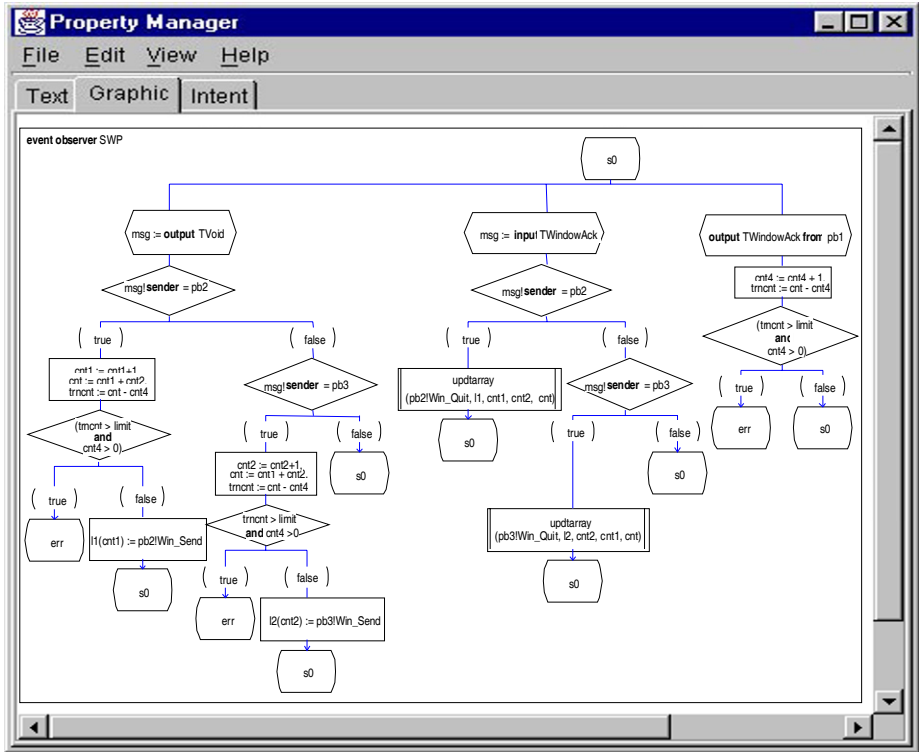 Property Manager
File Edit View Help
Text Graphic Intent
event observer SWP
s0
msg := output TVoid
msg!sender = pb2
( true )
cnt1 := cnt1+1,
cnt := cnt1 + cnt2,
trncnt := cnt - cnt4
(trncnt > limit
and
cnt4 > 0)
( true )
err
( false )
l1(cnt1) := pb2!Win_Send
s0
( false )
msg!sender = pb3
( true )
cnt2 := cnt2+1,
cnt := cnt1 + cnt2,
trncnt := cnt - cnt4
trncnt > limit
and cnt4 >0
( true )
err
( false )
l2(cnt2) := pb3!Win_Send
s0
( false )
s0
msg := input TWindowAck
msg!sender = pb2
( true )
updtarray
(pb2!Win_Quit, l1, cnt1, cnt2, cnt)
s0
( false )
msg!sender = pb3
( true )
updtarray
(pb3!Win_Quit, l2, cnt2, cnt1, cnt)
s0
( false )
s0
output TWindowAck from pb1
cnt4 := cnt4 + 1,
trncnt := cnt - cnt4
(trncnt > limit
and
cnt4 > 0)
( true )
err
( false )
s0